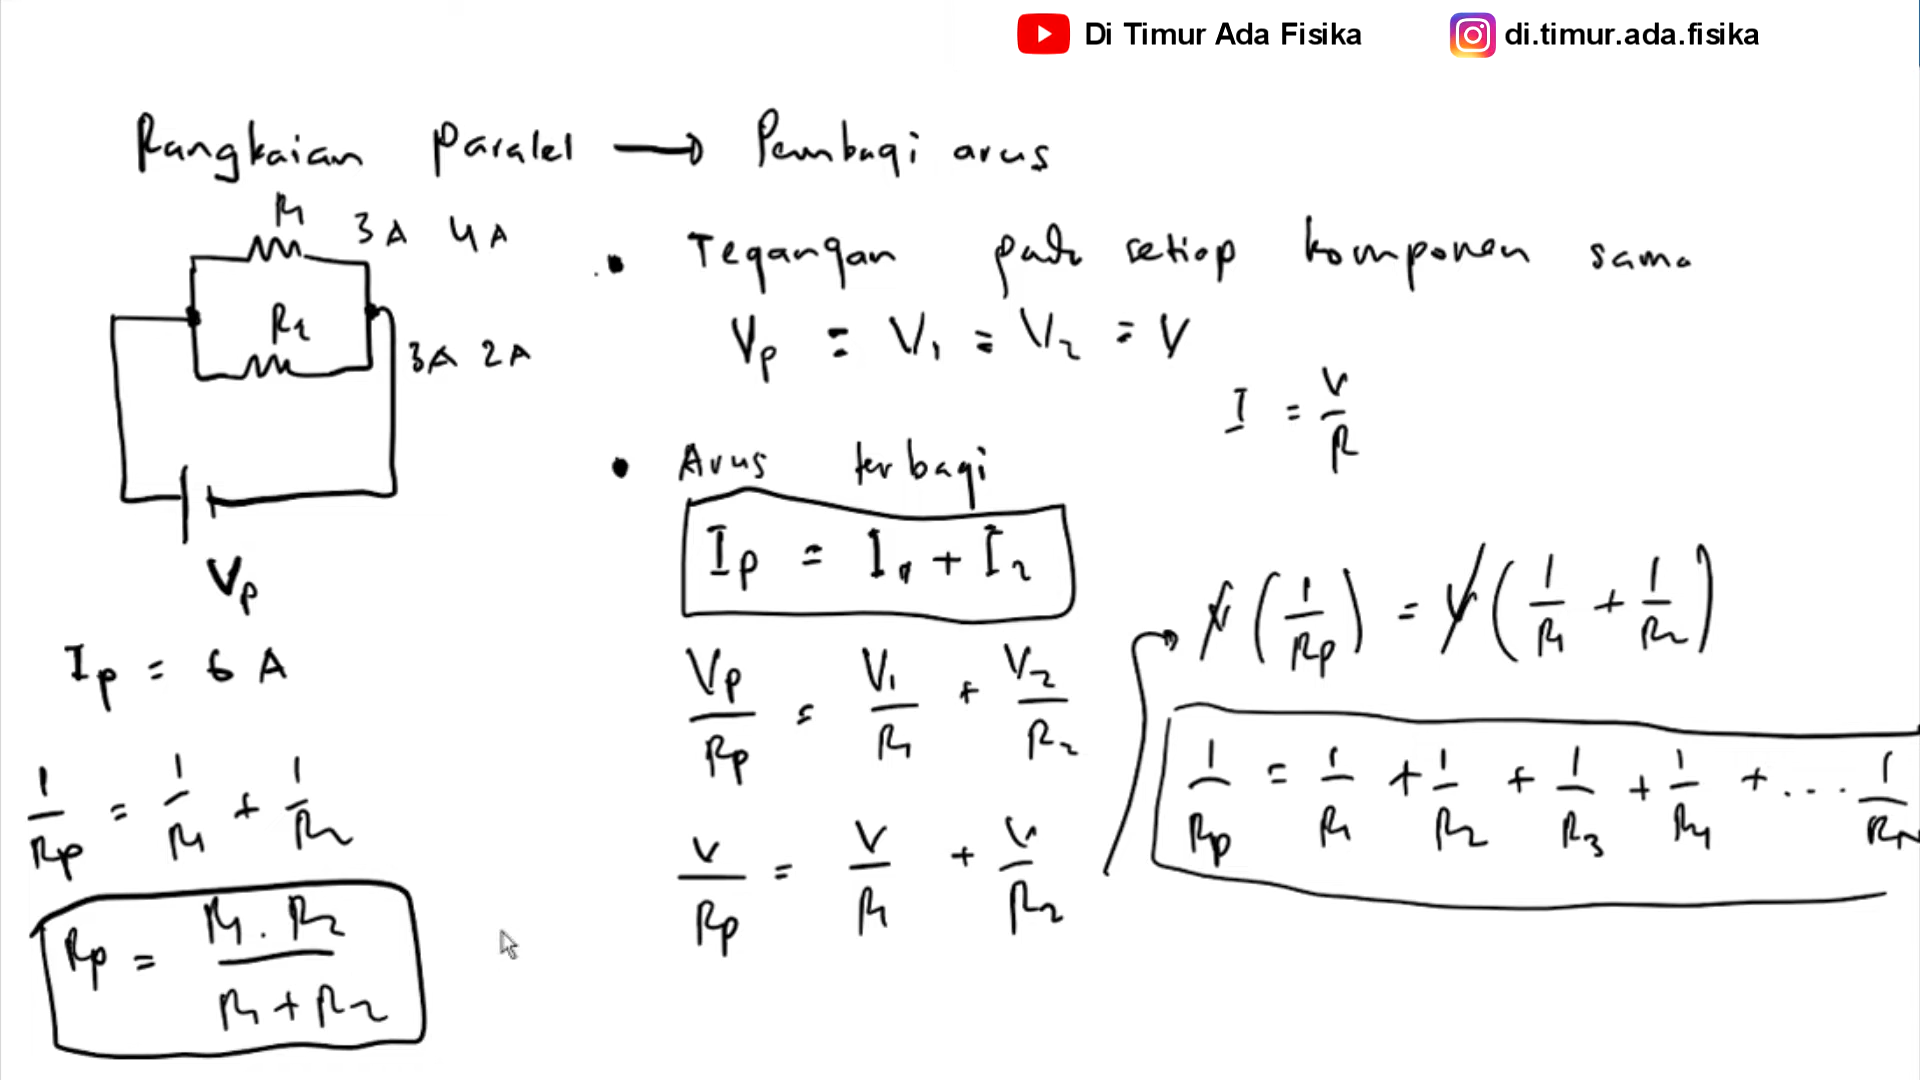 Di Timur Ada Fisika
di.timur.ada.fisika
Rangkaian Paralel → Pembagi arus
R1
3A 4A
R2
3A 2A
Vp
Ip = 6 A
1/Rp = 1/R1 + 1/R2
Rp = R1 . R2 / R1 + R2
• Tegangan pada setiap komponen sama
Vp = V1 = V2 = V
I = V/R
• Arus terbagi
Ip = I1 + I2
Vp/Rp = V1/R1 + V2/R2
V/Rp = V/R1 + V/R2
V (1/Rp) = V (1/R1 + 1/R2)
1/Rp = 1/R1 + 1/R2 + 1/R3 + 1/R4 + ... 1/Rn